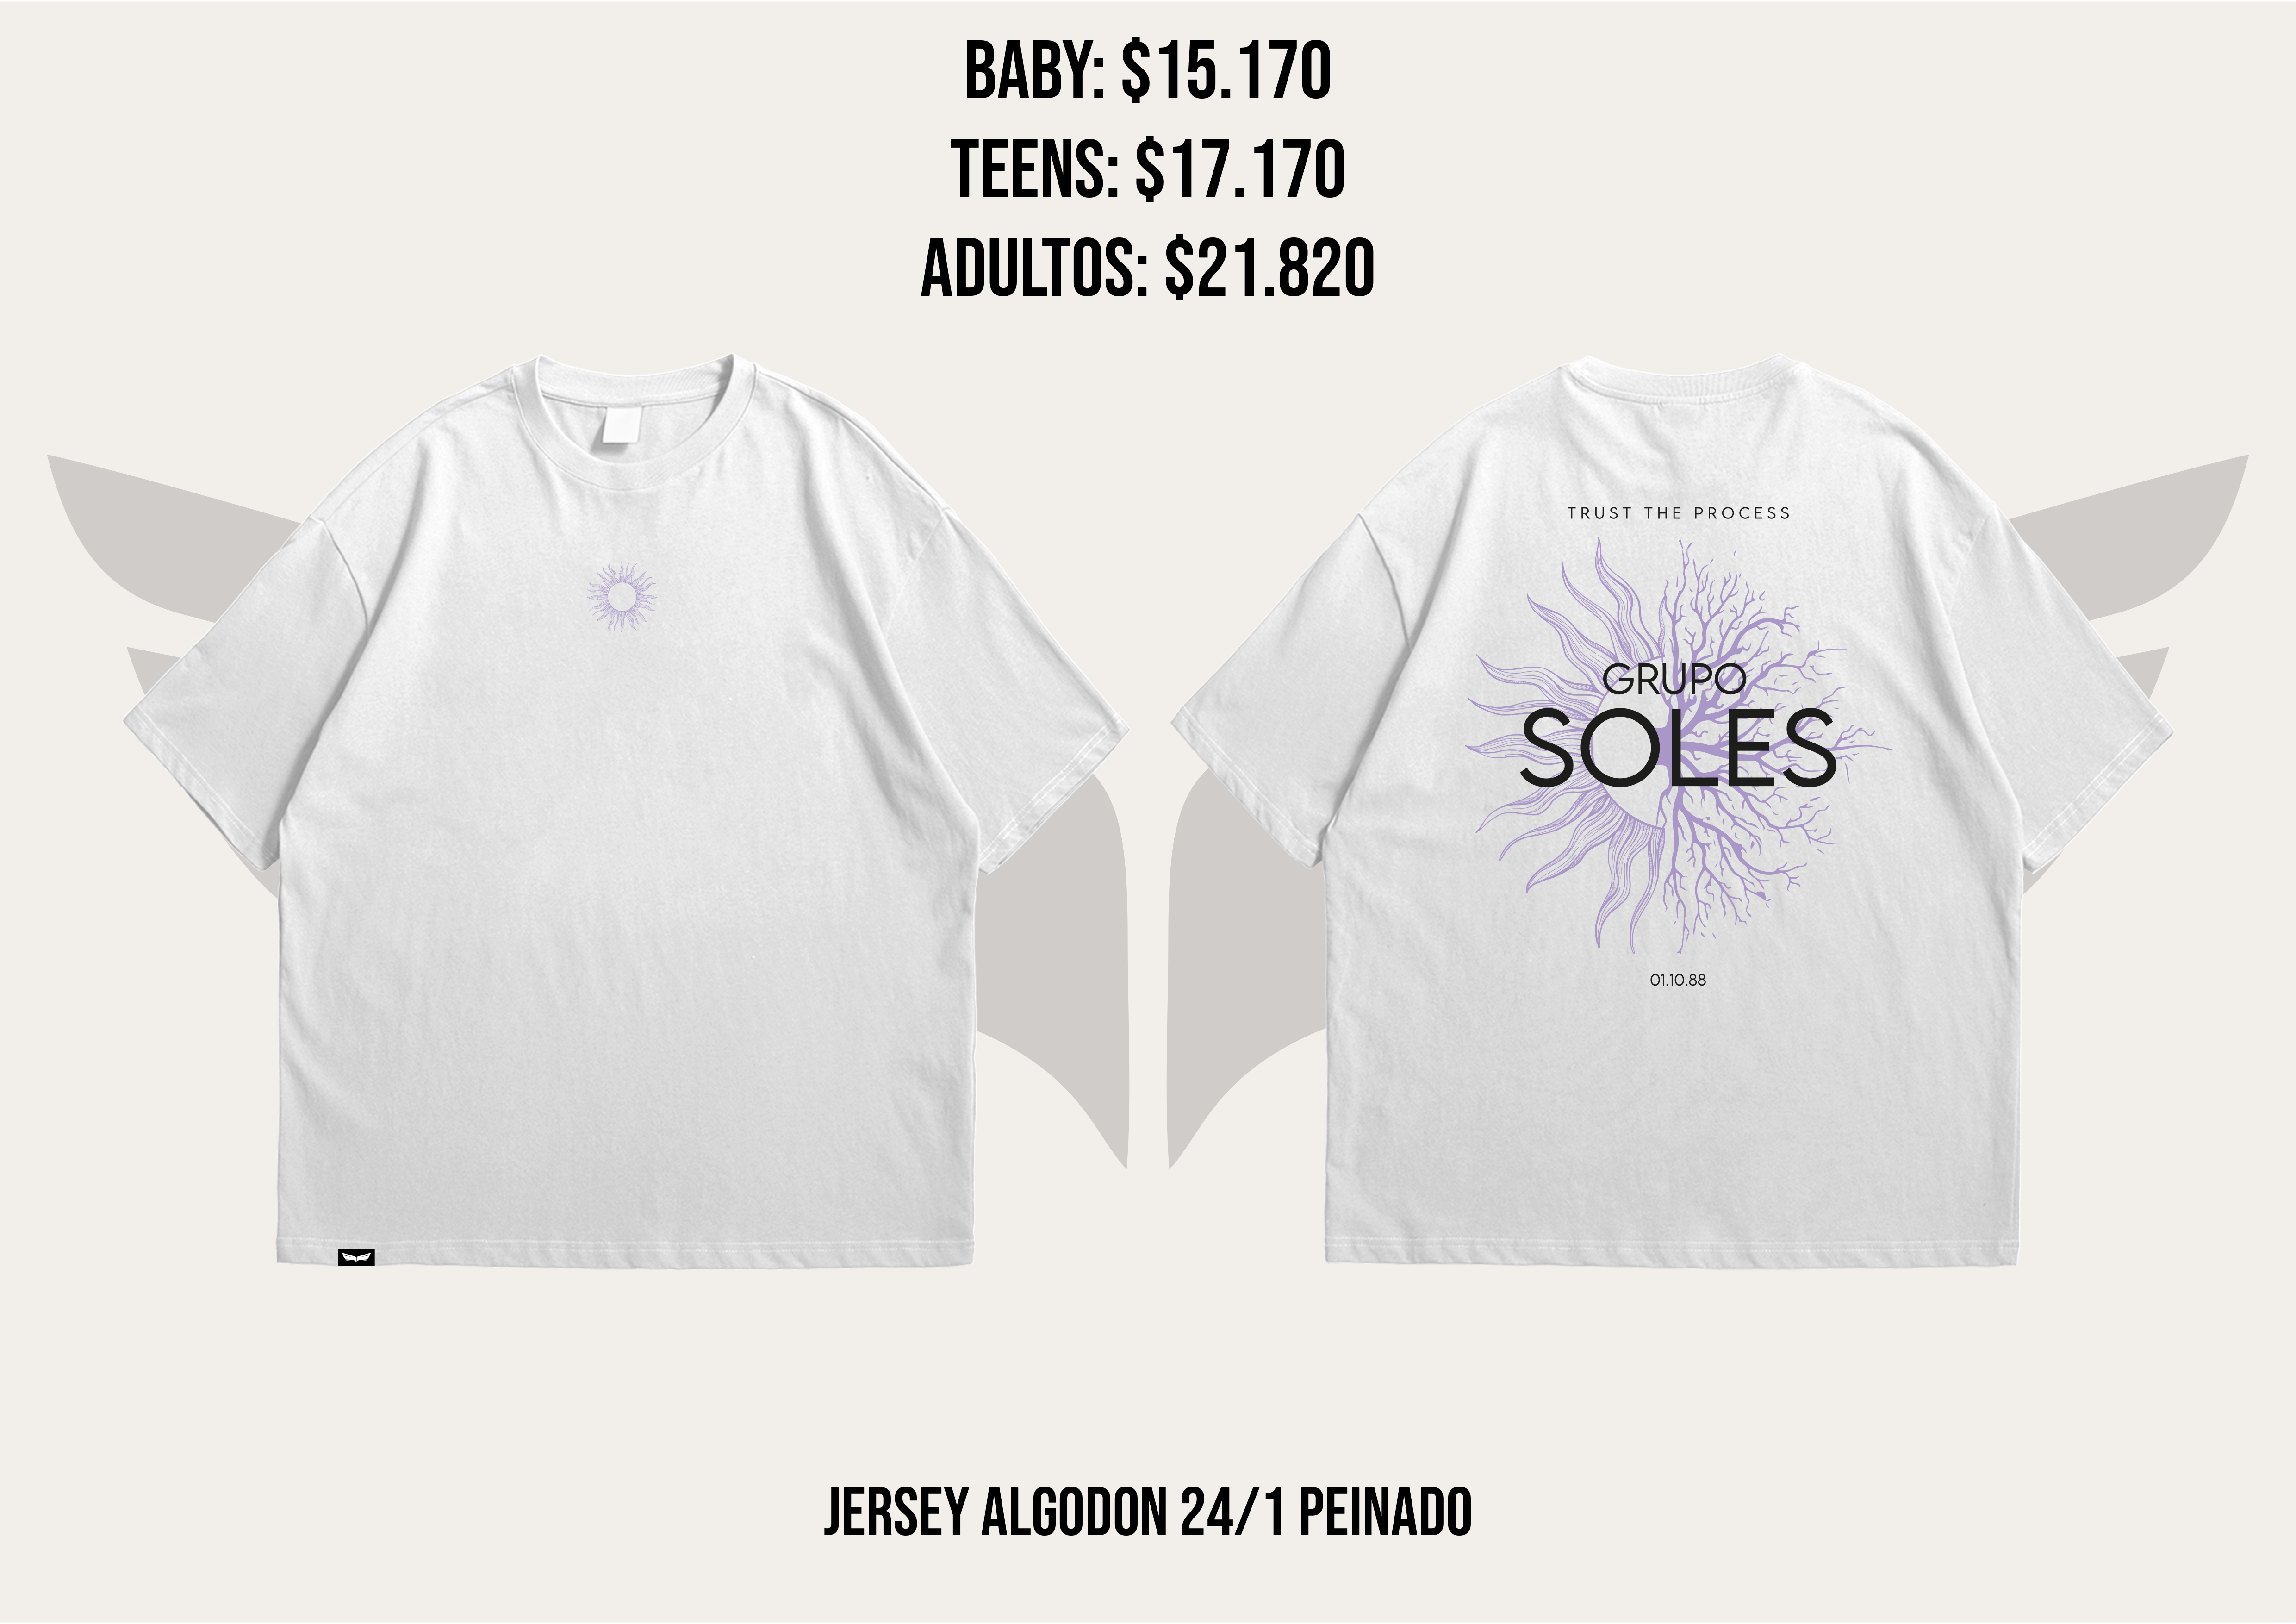 BABY: $15.170
TEENS: $17.170
ADULTOS: $21.820
TRUST THE PROCESS
GRUPO
SOLES
01.10.88
JERSEY ALGODON 24/1 PEINADO